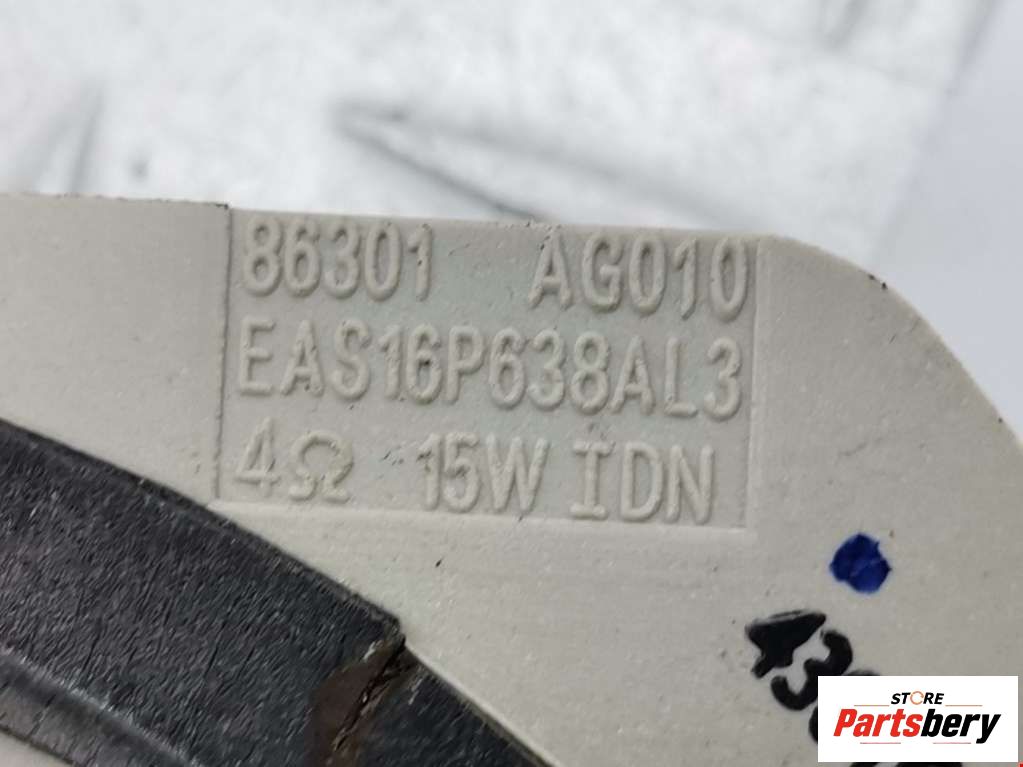 86301 AG010
EAS16P638AL3
4Ω 15W IDN
STORE
Partsbery